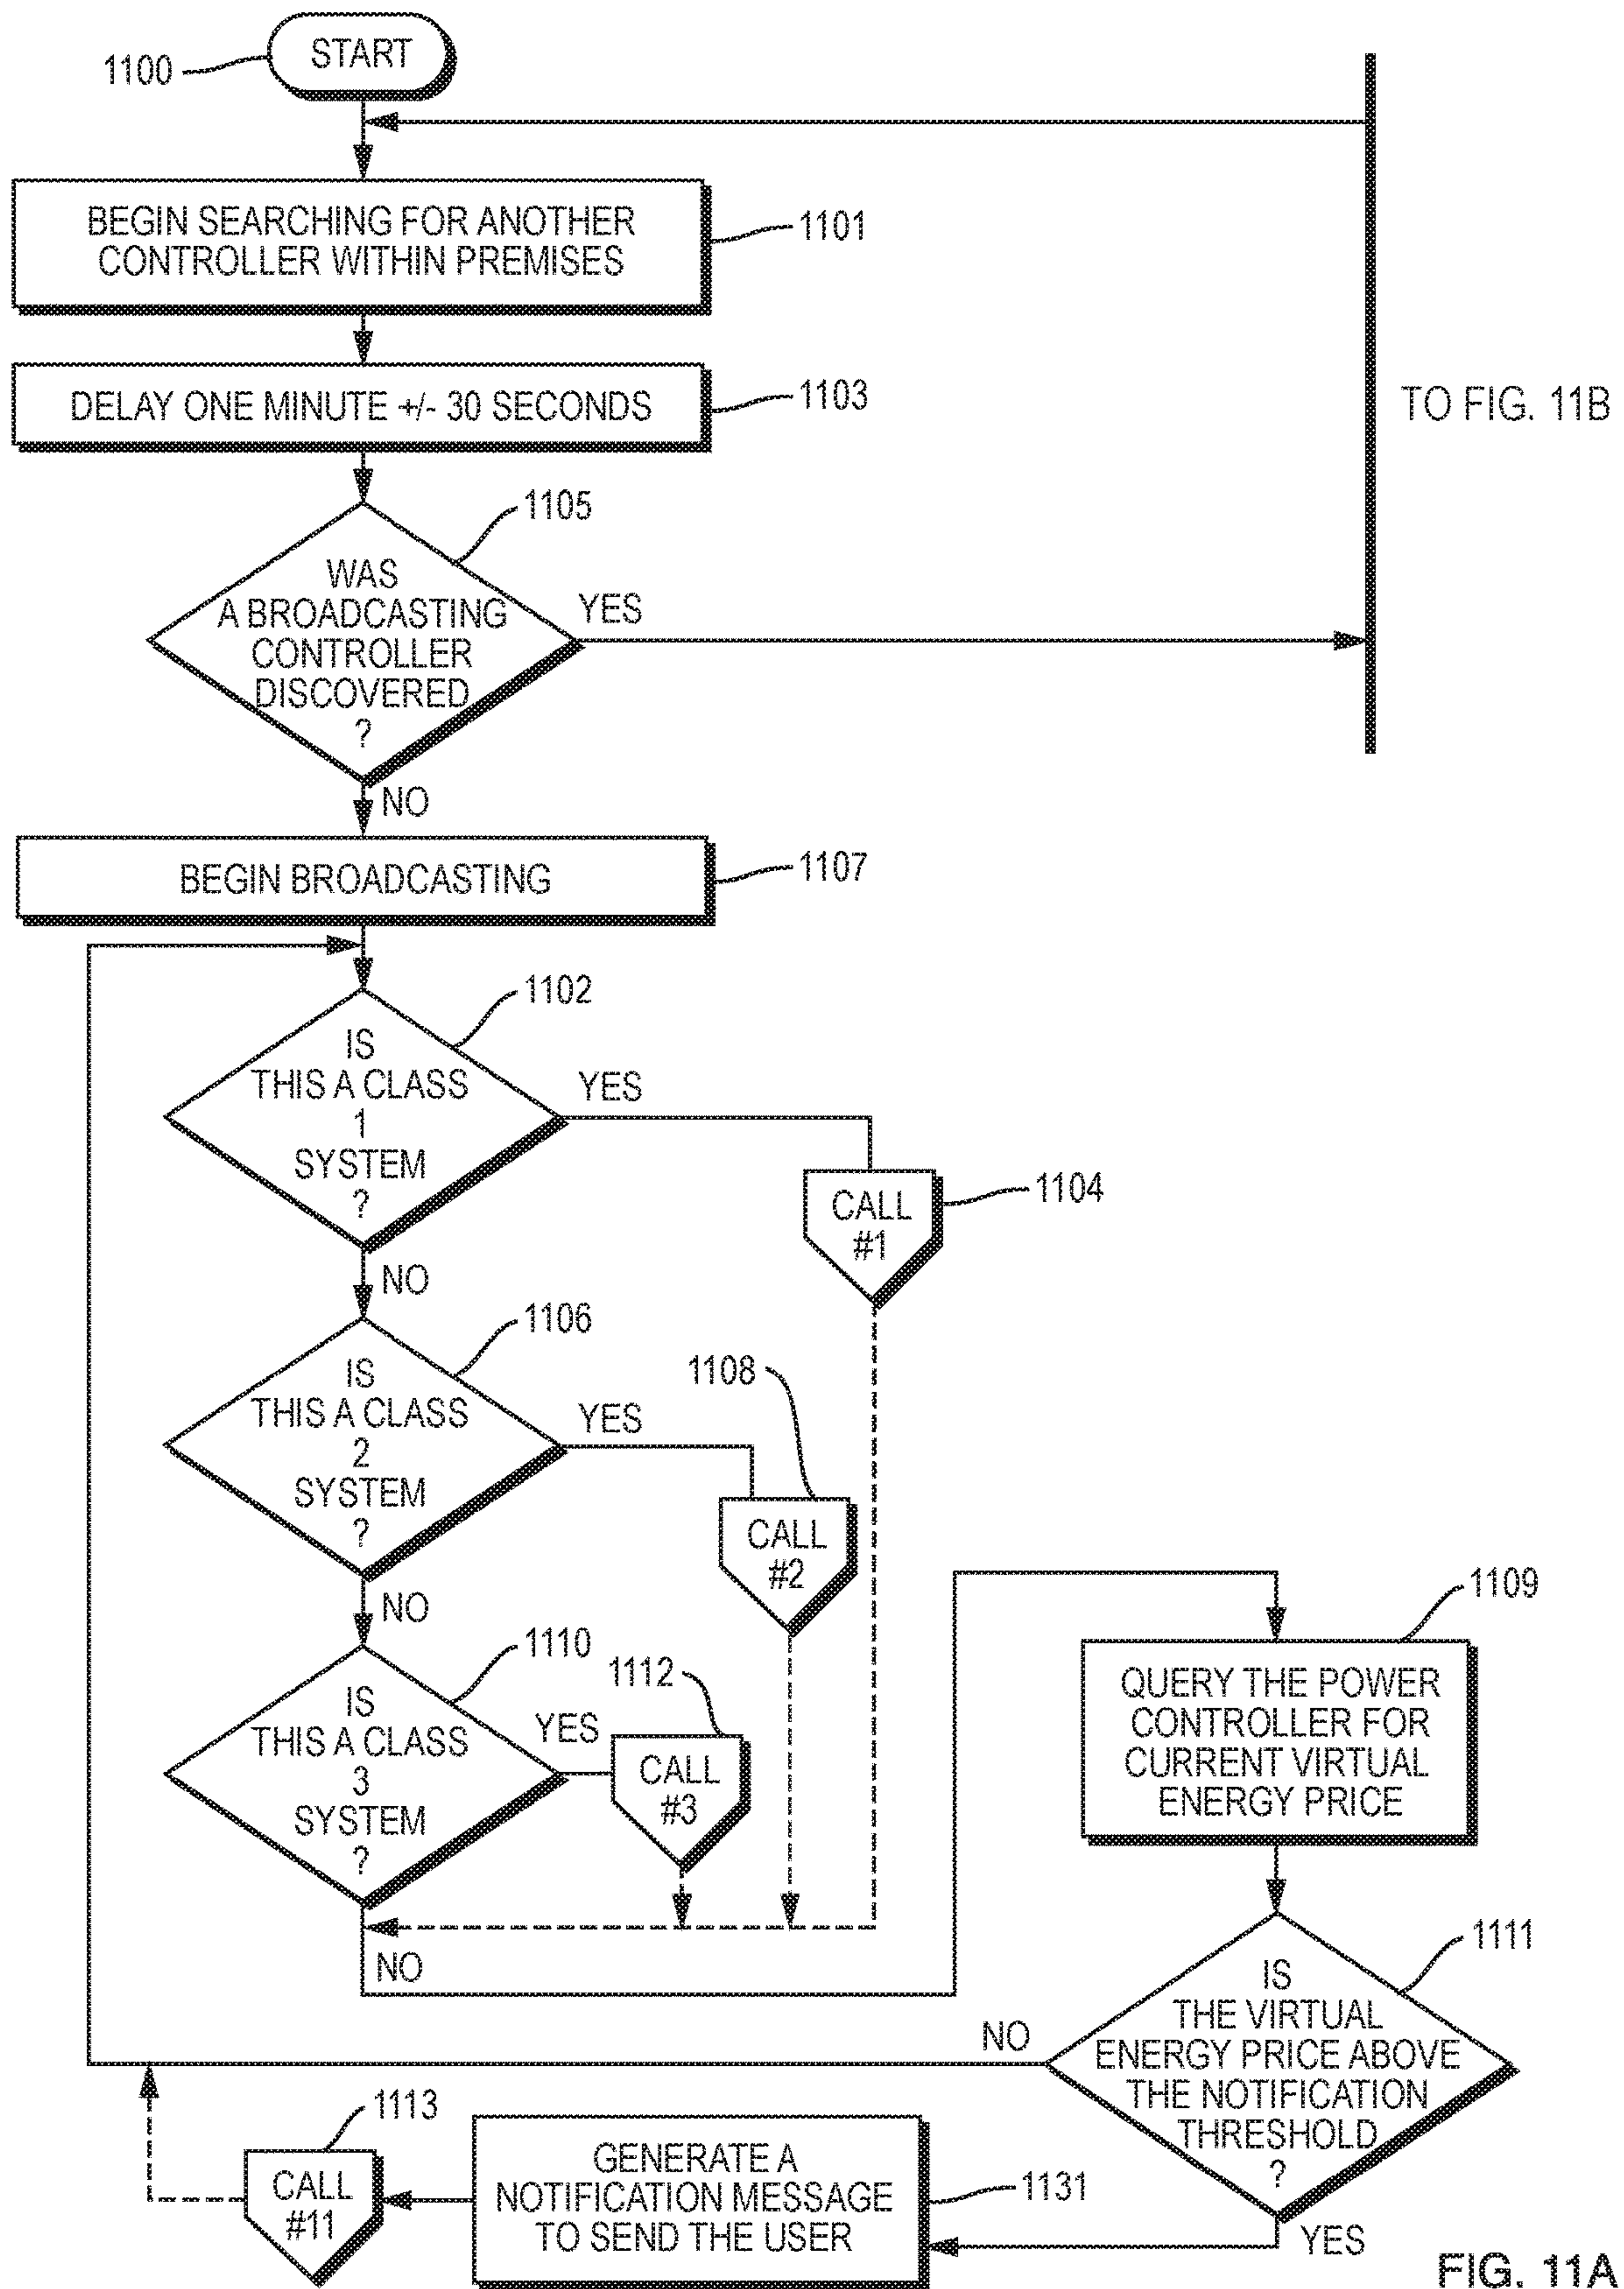 START
1100
BEGIN SEARCHING FOR ANOTHER
CONTROLLER WITHIN PREMISES
1101
DELAY ONE MINUTE +/- 30 SECONDS
1103
TO FIG. 11B
1105
WAS
A BROADCASTING
CONTROLLER
DISCOVERED
?
YES
NO
BEGIN BROADCASTING
1107
1102
IS
THIS A CLASS
1
SYSTEM
?
YES
CALL
#1
1104
NO
1106
IS
THIS A CLASS
2
SYSTEM
?
YES
1108
CALL
#2
NO
1110
IS
THIS A CLASS
3
SYSTEM
?
YES
1112
CALL
#3
NO
1109
QUERY THE POWER
CONTROLLER FOR
CURRENT VIRTUAL
ENERGY PRICE
1111
IS
THE VIRTUAL
ENERGY PRICE ABOVE
THE NOTIFICATION
THRESHOLD
?
NO
YES
GENERATE A
NOTIFICATION MESSAGE
TO SEND THE USER
1131
1113
CALL
#11
FIG. 11A